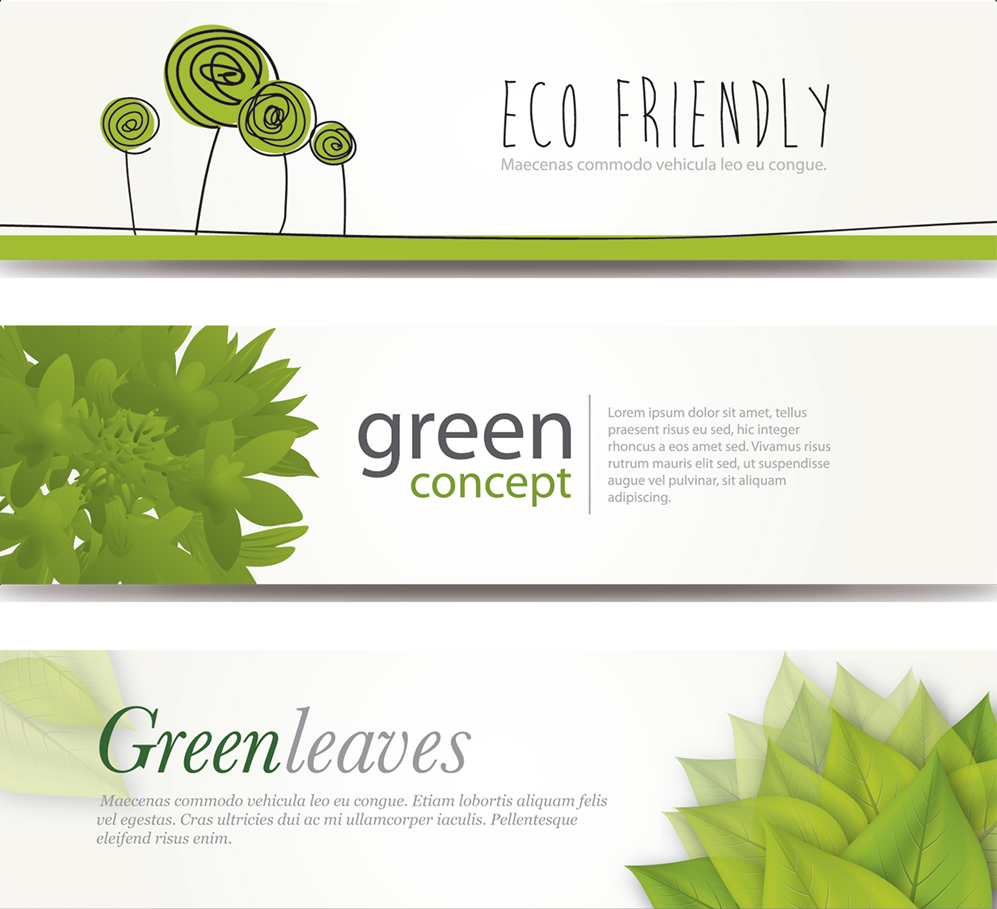 ECO FRIENDLY
Maecenas commodo vehicula leo eu congue.
green
concept
Lorem ipsum dolor sit amet, tellus
praesent risus eu sed, hic integer
rhoncus a eos amet sed. Vivamus risus
rutrum mauris elit sed, ut suspendisse
augue vel pulvinar, sit aliquam
adipiscing.
Greenleaves
Maecenas commodo vehicula leo eu congue. Etiam lobortis aliquam felis
vel egestas. Cras ultricies dui ac mi ullamcorper iaculis. Pellentesque
eleifend risus enim.